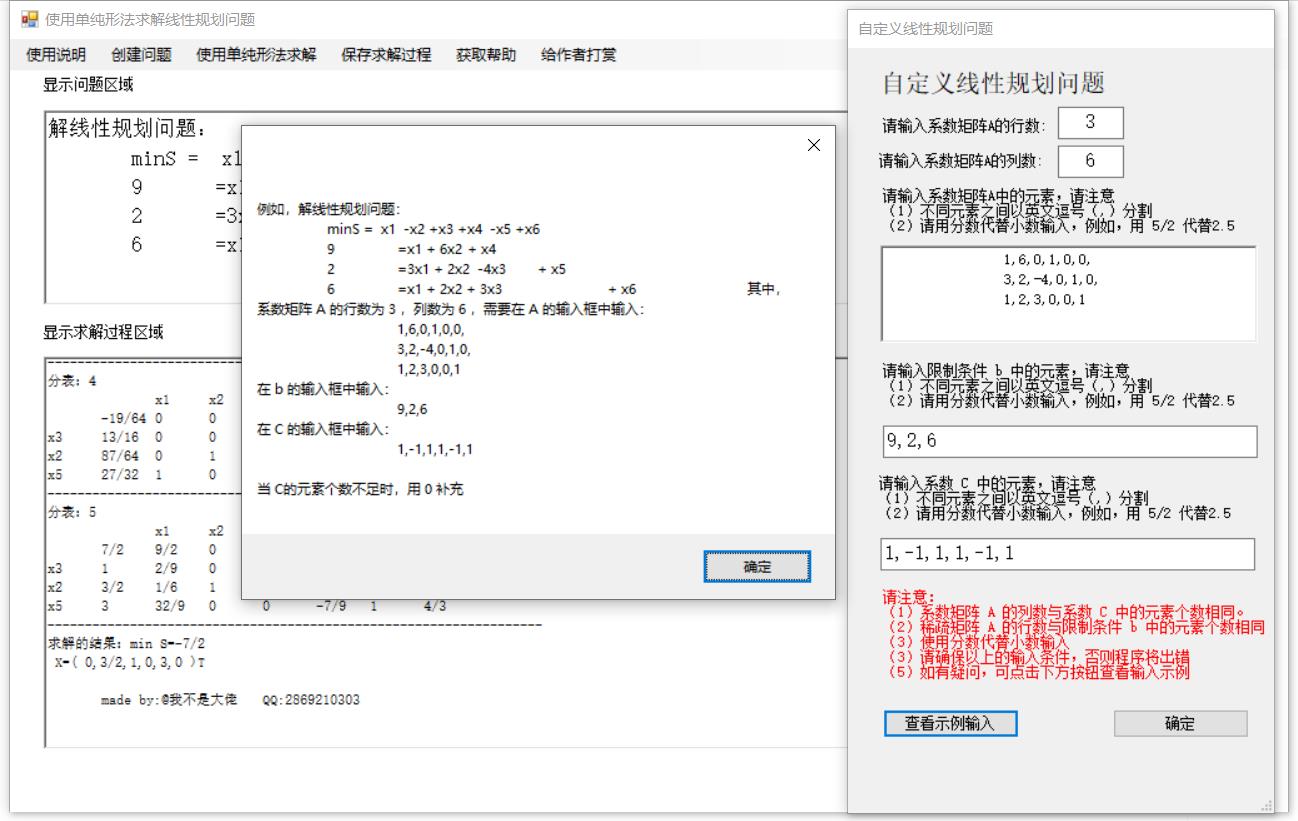 使用单纯形法求解线性规划问题
使用说明 创建问题 使用单纯形法求解 保存求解过程 获取帮助 给作者打赏
显示问题区域
解线性规划问题:
minS = x1
9 =x1
2 =3x
6 =x1
显示求解过程区域
分表: 4
x1 x2
-19/64 0 0
x3 13/16 0 0
x2 87/64 0 1
x5 27/32 1 0
分表: 5
x1 x2
7/2 9/2 0
x3 1 2/9 0
x2 3/2 1/6 1
x5 3 32/9 0 0 -7/9 1 4/3
求解的结果: min S=-7/2
X=( 0,3/2,1,0,3,0 )T
made by:@我不是大佬 QQ:2869210303
例如，解线性规划问题:
minS = x1 -x2 +x3 +x4 -x5 +x6
9 =x1 + 6x2 + x4
2 =3x1 + 2x2 -4x3 + x5
6 =x1 + 2x2 + 3x3 + x6 其中，
系数矩阵 A 的行数为 3 ，列数为 6 ，需要在 A 的输入框中输入:
1,6,0,1,0,0,
3,2,-4,0,1,0,
1,2,3,0,0,1
在 b 的输入框中输入:
9,2,6
在 C 的输入框中输入:
1,-1,1,1,-1,1
当 C的元素个数不足时，用 0 补充
确定
自定义线性规划问题
自定义线性规划问题
请输入系数矩阵A的行数: 3
请输入系数矩阵A的列数: 6
请输入系数矩阵A中的元素，请注意
(1) 不同元素之间以英文逗号 (,) 分割
(2) 请用分数代替小数输入，例如，用 5/2 代替2.5
1,6,0,1,0,0,
3,2,-4,0,1,0,
1,2,3,0,0,1
请输入限制条件 b 中的元素，请注意
(1) 不同元素之间以英文逗号 (,) 分割
(2) 请用分数代替小数输入，例如，用 5/2 代替2.5
9,2,6
请输入系数 C 中的元素，请注意
(1) 不同元素之间以英文逗号 (,) 分割
(2) 请用分数代替小数输入，例如，用 5/2 代替2.5
1,-1,1,1,-1,1
请注意:
(1) 系数矩阵 A 的列数与系数 C 中的元素个数相同。
(2) 稀疏矩阵 A 的行数与限制条件 b 中的元素个数相同
(3) 使用分数代替小数输入
(3) 请确保以上的输入条件，否则程序将出错
(5) 如有疑问，可点击下方按钮查看输入示例
查看示例输入 确定